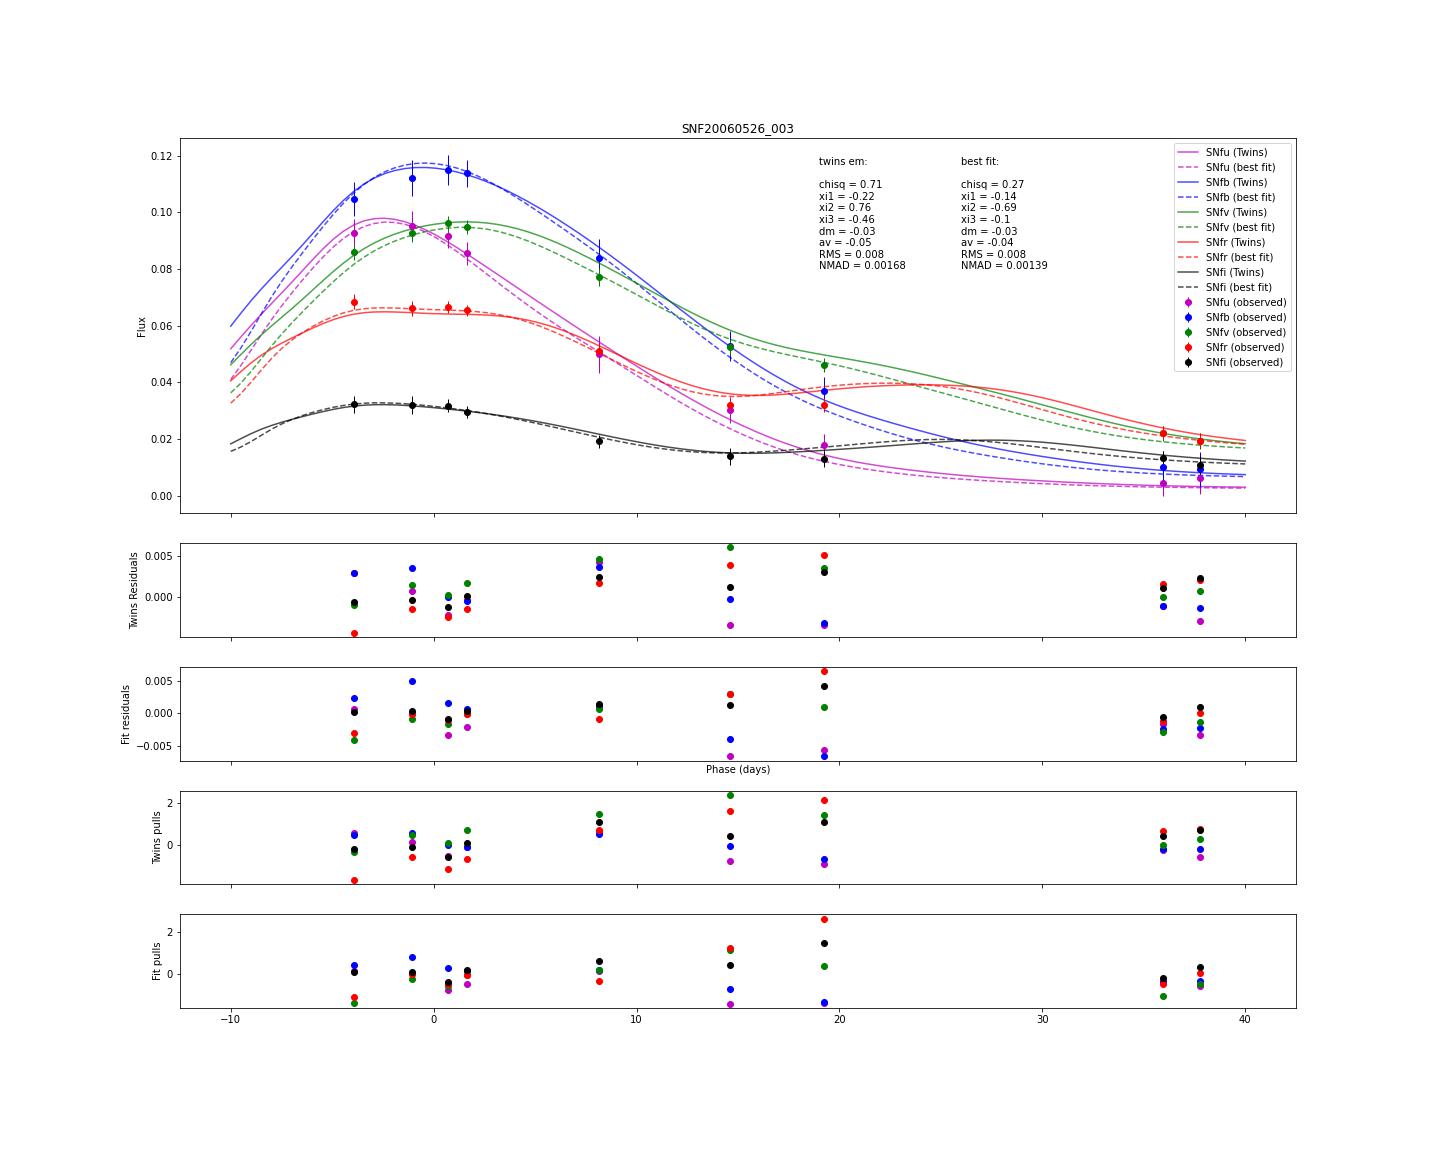 SNF20060526_003
Flux
0.12
0.10
0.08
0.06
0.04
0.02
0.00
twins em:
chisq = 0.71
xi1 = -0.22
xi2 = 0.76
xi3 = -0.46
dm = -0.03
av = -0.05
RMS = 0.008
NMAD = 0.00168
best fit:
chisq = 0.27
xi1 = -0.14
xi2 = -0.69
xi3 = -0.1
dm = -0.03
av = -0.04
RMS = 0.008
NMAD = 0.00139
SNfu (Twins)
SNfu (best fit)
SNfb (Twins)
SNfb (best fit)
SNfv (Twins)
SNfv (best fit)
SNfr (Twins)
SNfr (best fit)
SNfi (Twins)
SNfi (best fit)
SNfu (observed)
SNfb (observed)
SNfv (observed)
SNfr (observed)
SNfi (observed)
Twins Residuals
0.005
0.000
Fit residuals
0.005
0.000
−0.005
Phase (days)
Twins pulls
2
0
Fit pulls
2
0
−10
0
10
20
30
40